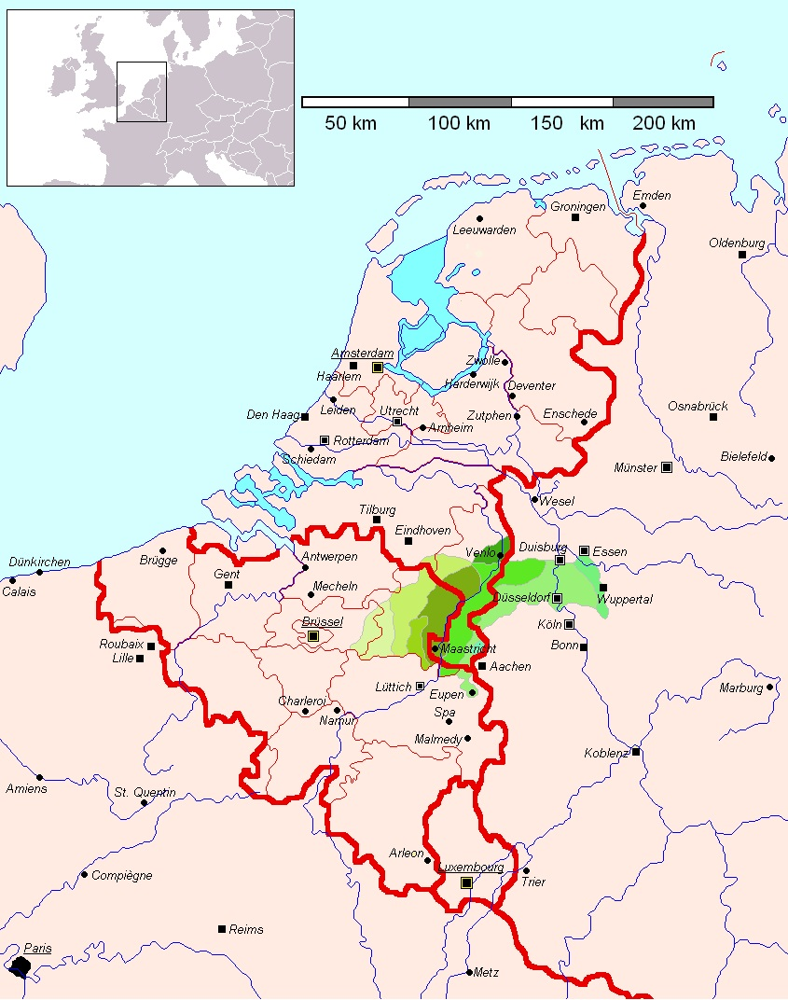 50 km 100 km 150 km 200 km
Groningen
Emden
Leeuwarden
Oldenburg
Amsterdam
Haarlem
Zwolle
Harderwijk
Deventer
Leiden
Utrecht
Zutphen
Enschede
Osnabrück
Den Haag
Arnheim
Rotterdam
Schiedam
Bielefeld
Münster
Wesel
Tilburg
Eindhoven
Venlo
Duisburg
Essen
Dünkirchen
Brügge
Antwerpen
Calais
Gent
Mecheln
Düsseldorf
Wuppertal
Brüssel
Köln
Roubaix
Maastricht
Bonn
Lille
Aachen
Lüttich
Eupen
Marburg
Charleroi
Namur
Spa
Malmedy
Koblenz
Amiens
St. Quentin
Arleon
Luxembourg
Compiègne
Trier
Reims
Paris
Metz